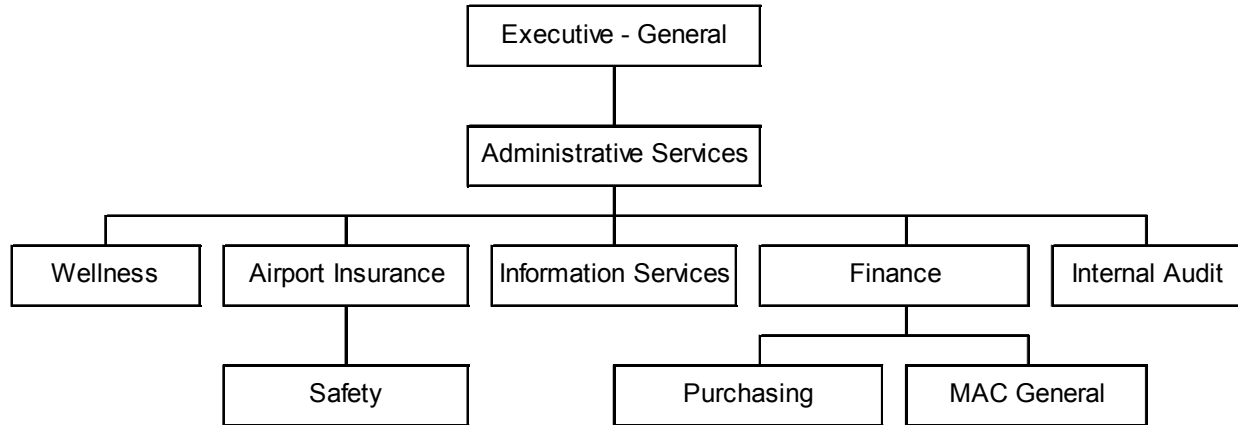 Executive - General
Administrative Services
Wellness
Airport Insurance
Information Services
Finance
Internal Audit
Safety
Purchasing
MAC General